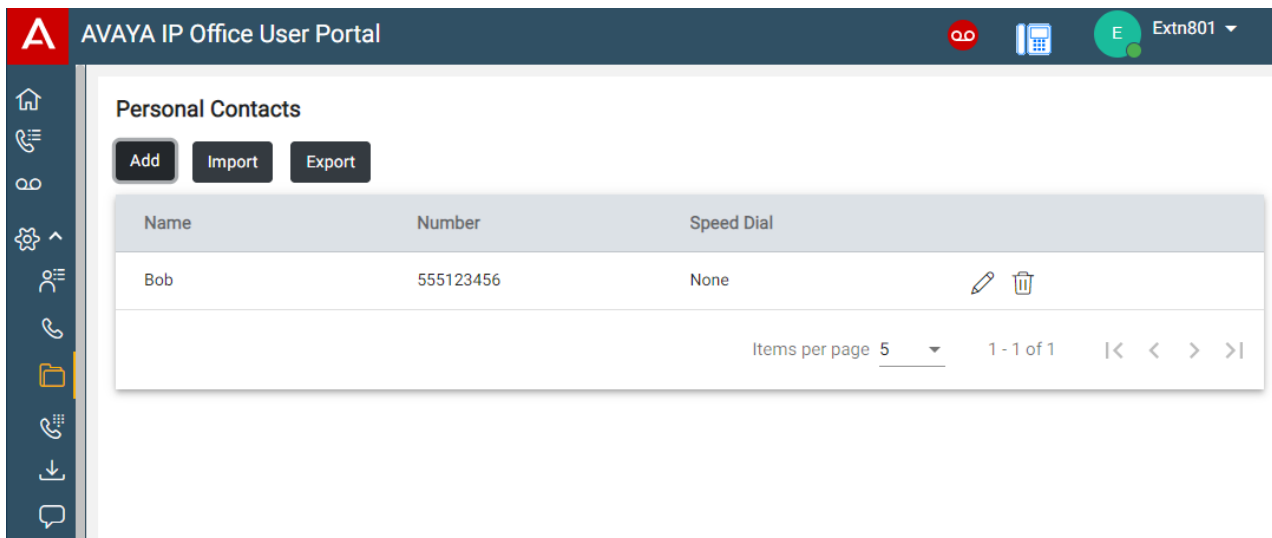 AVAYA IP Office User Portal
E
Extn801
Personal Contacts
Add Import Export
Name Number Speed Dial
Bob 555123456 None
Items per page 5 1 - 1 of 1